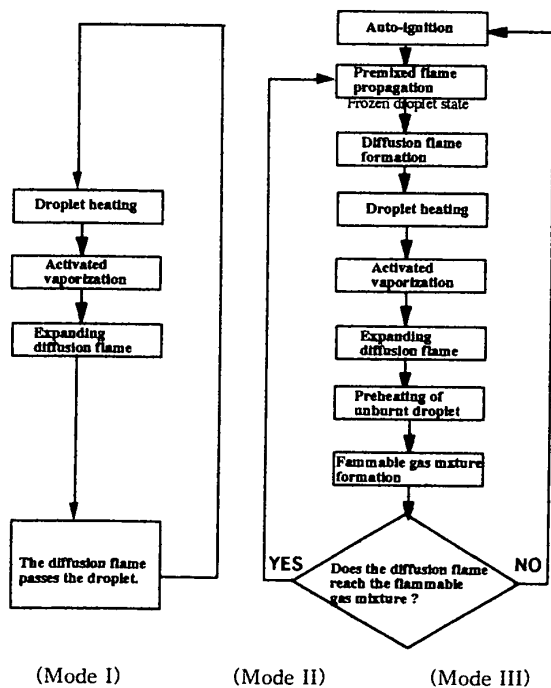 Droplet heating
Activated
vaporization
Expanding
diffusion flame
The diffusion flame
passes the droplet.
Auto-ignition
Premixed flame
propagation
Frozen droplet state
Diffusion flame
formation
Droplet heating
Activated
vaporization
Expanding
diffusion flame
Preheating of
unburnt droplet
Fammable gas mxture
formation
YES
Does the diffusion flame
reach the flammable
gas mixture ?
NO
(Mode I)
(Mode II)
(Mode III)